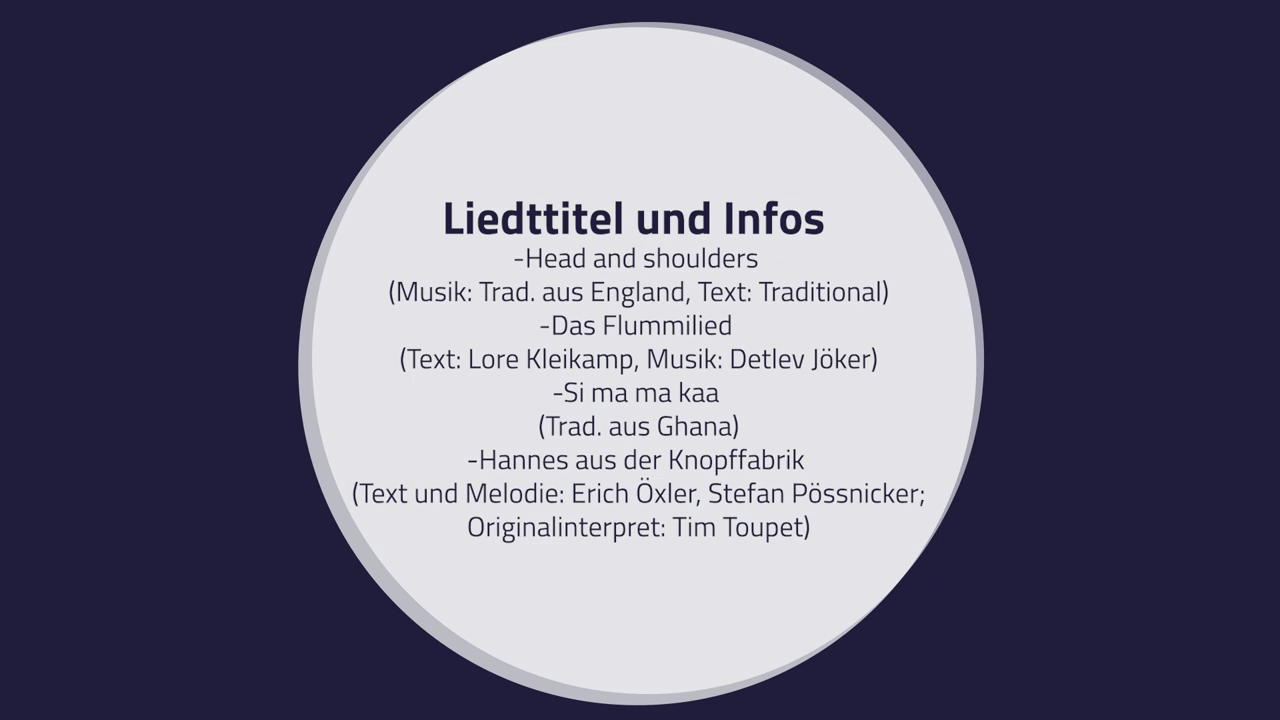 Liedttitel und Infos
-Head and shoulders
(Musik: Trad. aus England, Text: Traditional)
-Das Flummilied
(Text: Lore Kleikamp, Musik: Detlev Jöker)
-Si ma ma kaa
(Trad. aus Ghana)
-Hannes aus der Knopffabrik
(Text und Melodie: Erich Öxler, Stefan Pössnicker;
Originalinterpret: Tim Toupet)